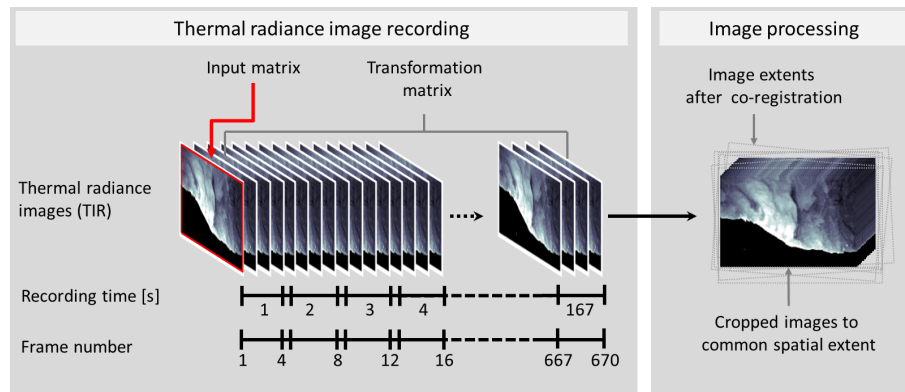 Thermal radiance image recording
Image processing
Input matrix
Transformation
matrix
Image extents
after co-registration
Thermal radiance
images (TIR)
Recording time [s]
1 2 3 4 167
Frame number
1 4 8 12 16 667 670
Cropped images to
common spatial extent